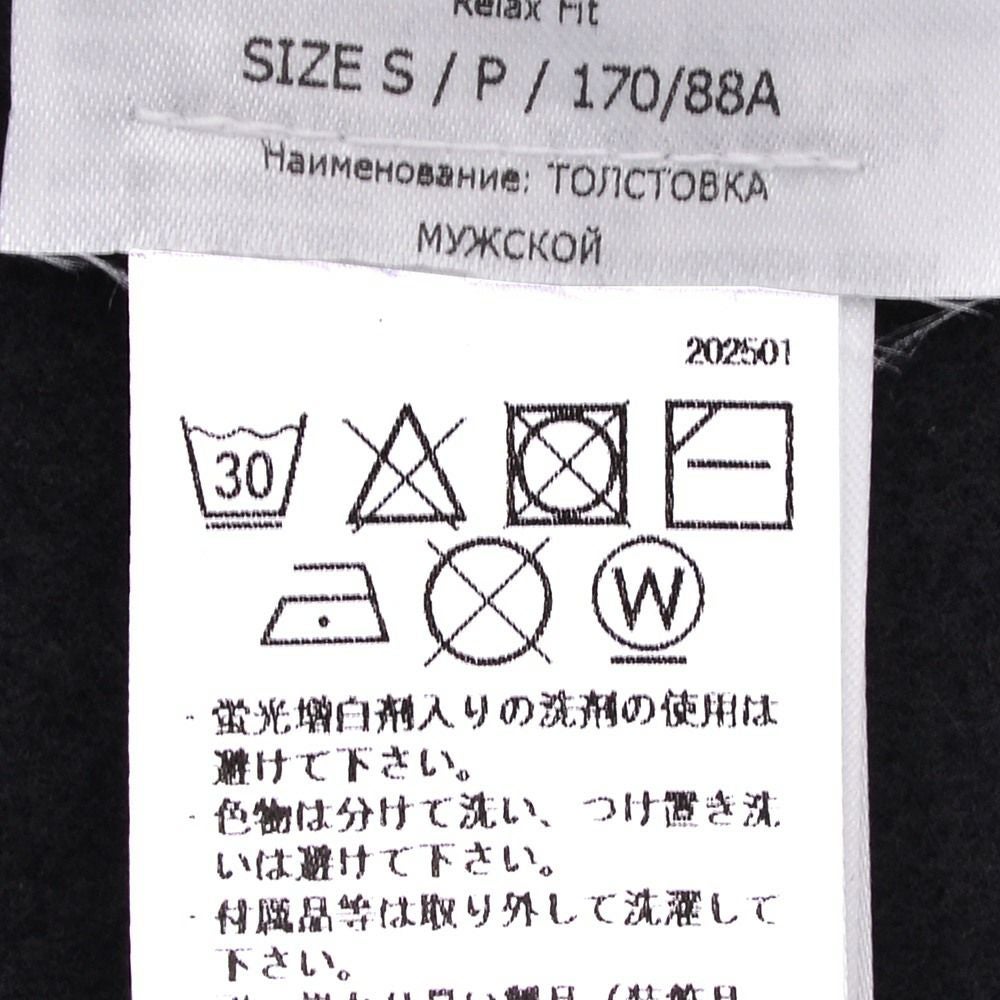 Relax Fit
SIZE S / P / 170/88A
Наименование: ТОЛСТОВКА
МУЖСКОЙ
202501
30
W
・蛍光増白剤入りの洗剤の使用は
避けて下さい。
・色物は分けて洗い、つけ置き洗
いは避けて下さい。
・付属品等は取り外して洗濯して
下さい。